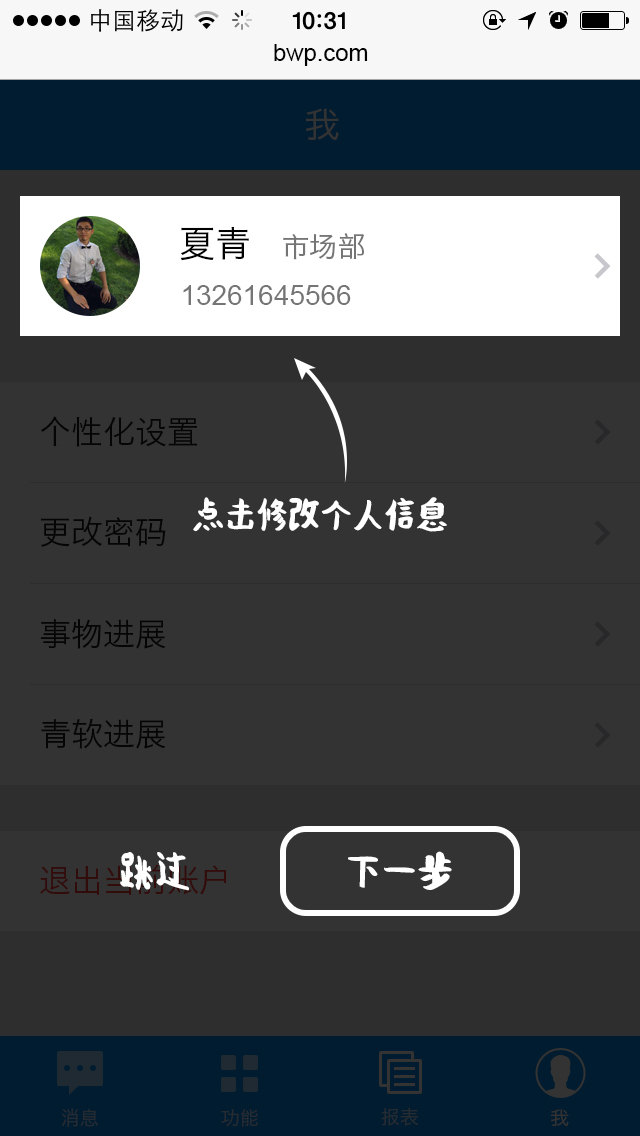 中国移动 10:31
bwp.com
我
夏青 市场部
13261645566
个性化设置
点击修改个人信息
更改密码
事物进展
青软进展
跳过 下一步
退出当前账户
消息 功能 报表 我